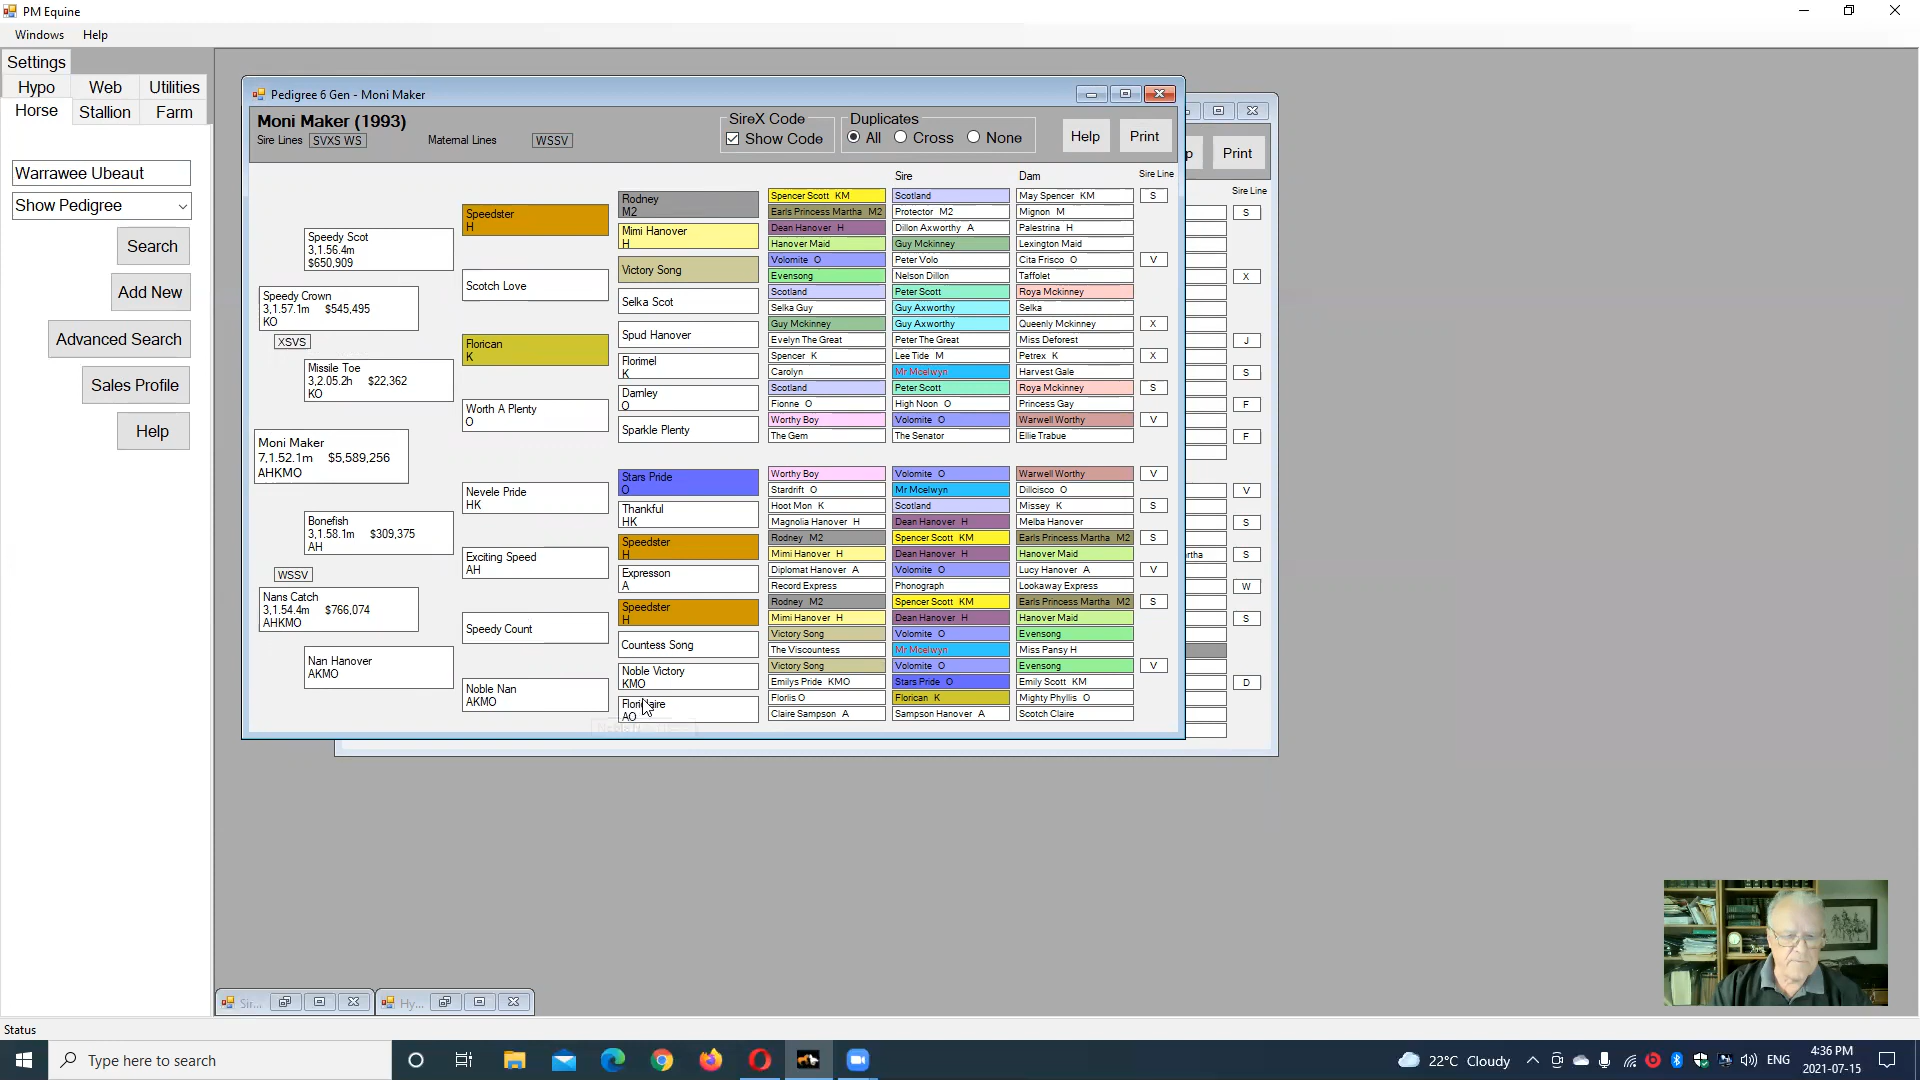 PM Equine
Windows Help
Settings
Hypo Web Utilities
Horse Stallion Farm
Warrawee Ubeaut
Show Pedigree
Search
Add New
Advanced Search
Sales Profile
Help
Pedigree 6 Gen - Moni Maker
Moni Maker (1993)
Sire Lines SVXS WS Maternal Lines WSSV
SireX Code
Show Code
Duplicates
All Cross None
Help Print
Print
Sire Dam Sire Line
Sire Line
Moni Maker
7,1.52.1m $5,589,256
AHKMO
Speedy Crown
3,1.57.1m $545,495
KO
XSVS
Nans Catch
3,1.54.4m $766,074
AHKMO
WSSV
Speedy Scot
3,1.56.4m
$650,909
Missile Toe
3,2.05.2h $22,362
KO
Bonefish
3,1.58.1m $309,375
AH
Nan Hanover
AKMO
Speedster
H
Scotch Love
Florican
K
Worth A Plenty
O
Nevele Pride
HK
Exciting Speed
AH
Speedy Count
Noble Nan
AKMO
Rodney
M2
Mimi Hanover
H
Victory Song
Selka Scot
Spud Hanover
Florimel
K
Darnley
O
Sparkle Plenty
Stars Pride
O
Thankful
HK
Speedster
H
Expresson
A
Speedster
H
Countess Song
Noble Victory
KMO
AO
Spencer Scott KM Scotland May Spencer KM S
Earls Princess Martha M2 Protector M2 Mignon M
Dean Hanover H Dillon Axworthy A Palestrina H
Hanover Maid Guy Mckinney Lexington Maid
Volomite O Peter Volo Cita Frisco O V
Evensong Nelson Dillon Taffolet
Scotland Peter Scott Roya Mckinney
Selka Guy Guy Axworthy Selka
Guy Mckinney Guy Axworthy Queenly Mckinney X
Evelyn The Great Peter The Great Miss Deforest
Spencer K Lee Tide M Petrex K X
Carolyn Mr Mcelwyn Harvest Gale
Scotland Peter Scott Roya Mckinney S
Fionne O High Noon O Princess Gay
Worthy Boy Volomite O Warwell Worthy V
The Gem The Senator Ellie Trabue
Worthy Boy Volomite O Warwell Worthy V
Stardrift O Mr Mcelwyn Dillcisco O
Hoot Mon K Scotland Missey K S
Magnolia Hanover H Dean Hanover H Melba Hanover
Rodney M2 Spencer Scott KM Earls Princess Martha M2 S
Mimi Hanover H Dean Hanover H Hanover Maid
Diplomat Hanover A Volomite O Lucy Hanover A V
Record Express Phonograph Lookaway Express
Rodney M2 Spencer Scott KM Earls Princess Martha M2 S
Mimi Hanover H Dean Hanover H Hanover Maid
Victory Song Volomite O Evensong
The Viscountess Mr Mcelwyn Miss Pansy H
Victory Song Volomite O Evensong V
Emilys Pride KMO Stars Pride O Emily Scott KM
Florlis O Florican K Mighty Phyllis O
Claire Sampson A Sampson Hanover A Scotch Claire
S
X
J
S
F
F
V
S
S
W
S
D
Sir... Hy...
Status
Type here to search
22°C Cloudy ENG
4:36 PM
2021-07-15